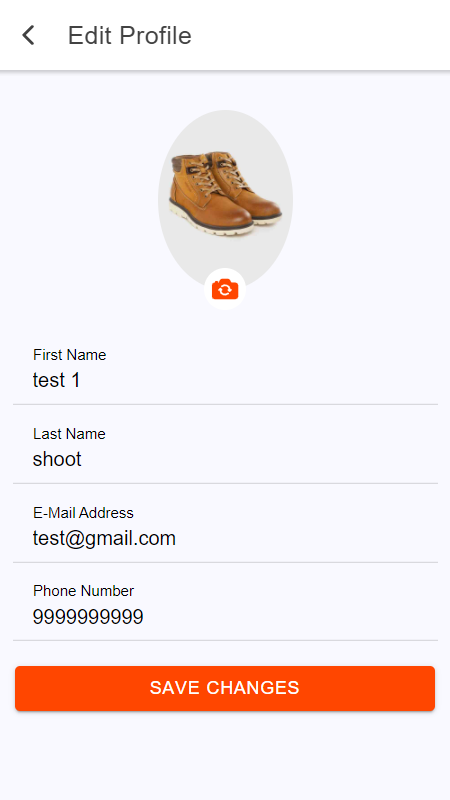 Edit Profile
First Name
test 1
Last Name
shoot
E-Mail Address
test@gmail.com
Phone Number
9999999999
SAVE CHANGES